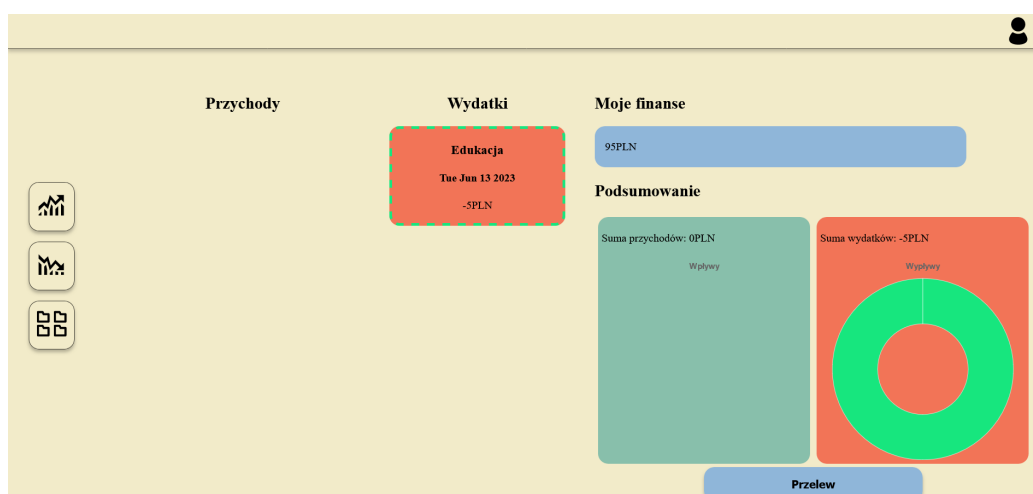 Przychody
Wydatki
Edukacja
Tue Jun 13 2023
-5PLN
Moje finanse
95PLN
Podsumowanie
Suma przychodów: 0PLN
Wpływy
Suma wydatków: -5PLN
Wypływy
Przelew